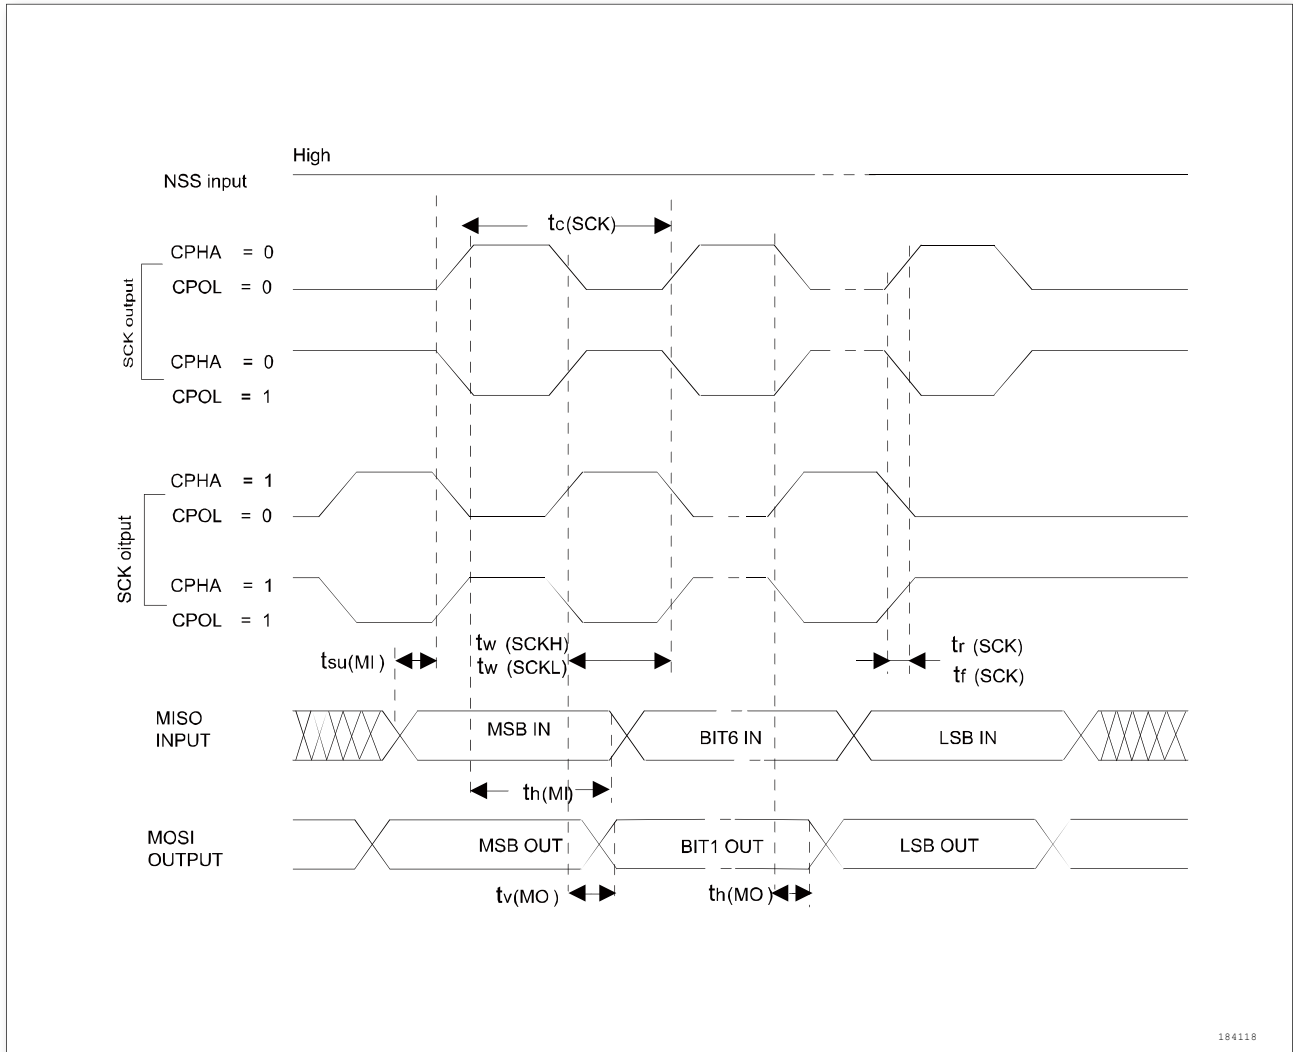 High
NSS input
tc(SCK)
CPHA = 0
CPOL = 0
SCK output
CPHA = 0
CPOL = 1
CPHA = 1
CPOL = 0
SCK oitput
CPHA = 1
CPOL = 1
tsu(MI)
tw (SCKH)
tw (SCKL)
tr (SCK)
tf (SCK)
MISO
INPUT
MSB IN
BIT6 IN
LSB IN
th(MI)
MOSI
OUTPUT
MSB OUT
BIT1 OUT
LSB OUT
tv(MO)
th(MO)
184118